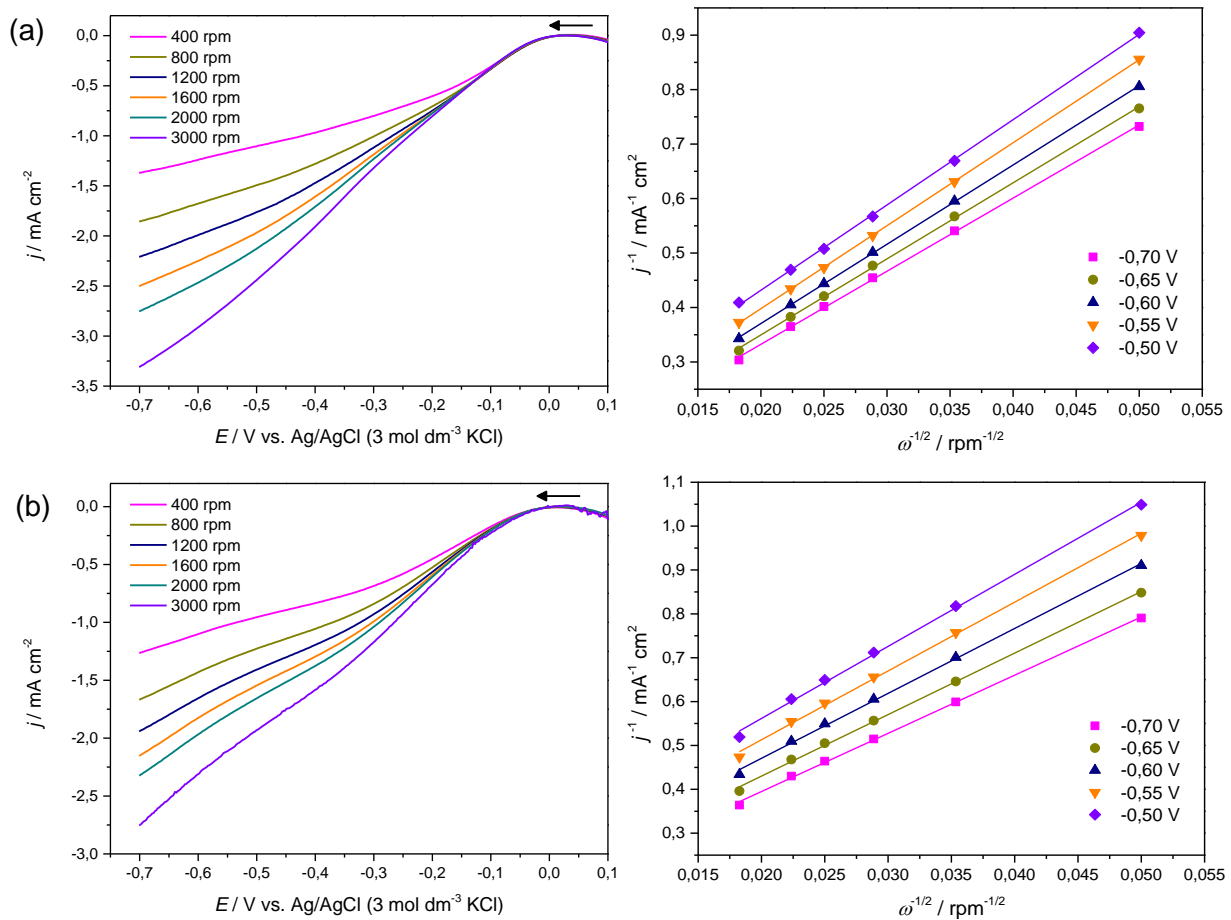 (a)
400 rpm
800 rpm
1200 rpm
1600 rpm
2000 rpm
3000 rpm
0,0
-0,5
-1,0
-1,5
-2,0
-2,5
-3,0
-3,5
j / mA cm⁻²
-0,7 -0,6 -0,5 -0,4 -0,3 -0,2 -0,1 0,0 0,1
E / V vs. Ag/AgCl (3 mol dm⁻³ KCl)
0,9
0,8
0,7
0,6
0,5
0,4
0,3
j⁻¹ / mA⁻¹ cm²
-0,70 V
-0,65 V
-0,60 V
-0,55 V
-0,50 V
0,015 0,020 0,025 0,030 0,035 0,040 0,045 0,050 0,055
ω⁻¹/² / rpm⁻¹/²
(b)
400 rpm
800 rpm
1200 rpm
1600 rpm
2000 rpm
3000 rpm
0,0
-0,5
-1,0
-1,5
-2,0
-2,5
-3,0
j / mA cm⁻²
-0,7 -0,6 -0,5 -0,4 -0,3 -0,2 -0,1 0,0 0,1
E / V vs. Ag/AgCl (3 mol dm⁻³ KCl)
1,1
1,0
0,9
0,8
0,7
0,6
0,5
0,4
0,3
j⁻¹ / mA⁻¹ cm²
-0,70 V
-0,65 V
-0,60 V
-0,55 V
-0,50 V
0,015 0,020 0,025 0,030 0,035 0,040 0,045 0,050 0,055
ω⁻¹/² / rpm⁻¹/²